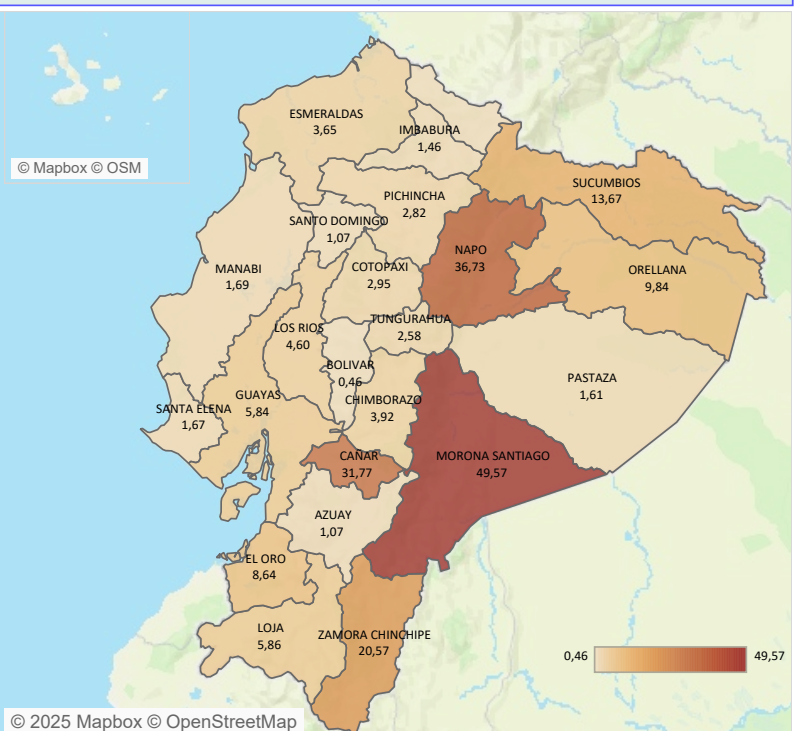 ESMERALDAS
3,65
IMBABURA
1,46
© Mapbox © OSM
SUCUMBIOS
13,67
PICHINCHA
2,82
SANTO DOMINGO
1,07
NAPO
36,73
MANABI
1,69
COTOPAXI
2,95
ORELLANA
9,84
TUNGURAHUA
2,58
LOS RIOS
4,60
BOLIVAR
0,46
PASTAZA
1,61
GUAYAS
5,84
CHIMBORAZO
3,92
SANTA ELENA
1,67
CAÑAR
31,77
MORONA SANTIAGO
49,57
AZUAY
1,07
EL ORO
8,64
LOJA
5,86
ZAMORA CHINCHIPE
20,57
0,46
49,57
© 2025 Mapbox © OpenStreetMap